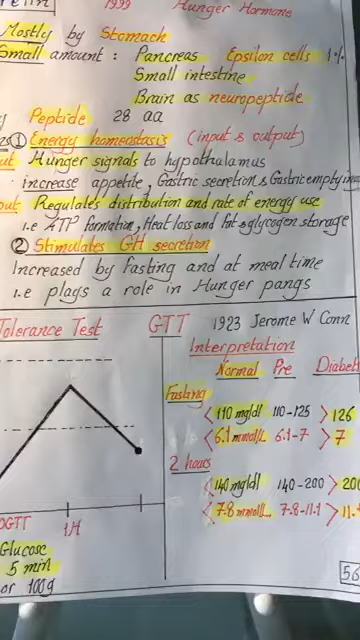 1999 Hunger Hormone
Mostly by Stomach
Small amount : Pancreas Epsilon cells 1%
Small intestine
Brain as neuropeptide
Peptide 28 aa
① Energy homeostasis (input & output)
Hunger signals to hypothalamus
increase appetite, Gastric secretion & Gastric emptying
Regulates distribution and rate of energy use
i.e ATP formation, Heat loss and Fat & glycogen storage
② Stimulates GH secretion
Increased by Fasting and at meal time
i.e plays a role in Hunger pangs
Tolerance Test GTT 1923 Jerome W Conn
Interpretation
Normal Pre Diabet
Fasting
<110 mg/dl 110-125 >126
<6.1 mmol/L 6.1-7 >7
2 hours
<140 mg/dl 140-200 >200
<7.8 mmol/L 7.8-11.1 >11.
OGTT 1H
Glucose
5 min
or 100g
56